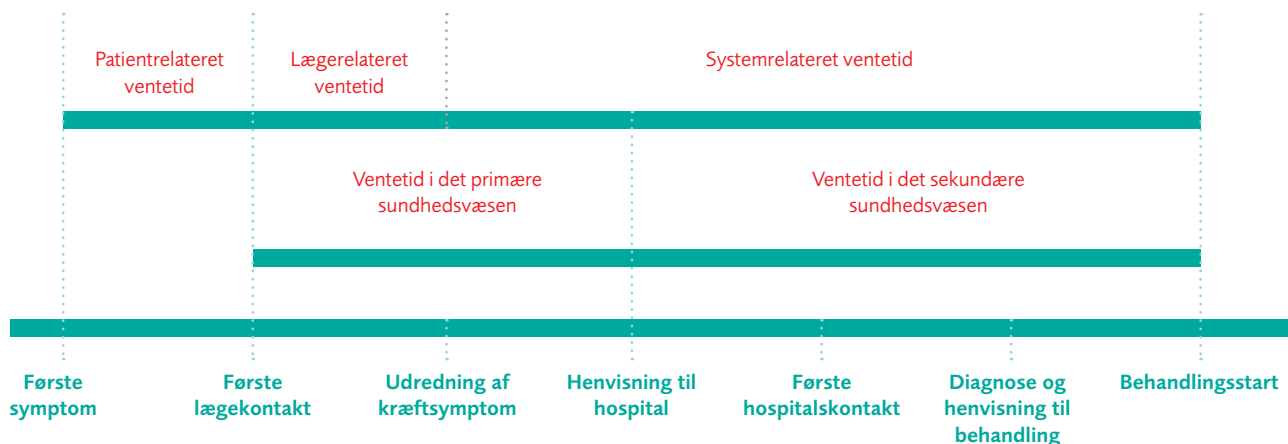 Patientrelateret
ventetid
Lægerelateret
ventetid
Systemrelateret ventetid
Ventetid i det primære
sundhedsvæsen
Ventetid i det sekundære
sundhedsvæsen
Første
symptom
Første
lægekontakt
Udredning af
kræftsymptom
Henvisning til
hospital
Første
hospitalskontakt
Diagnose og
henvisning til
behandling
Behandlingsstart